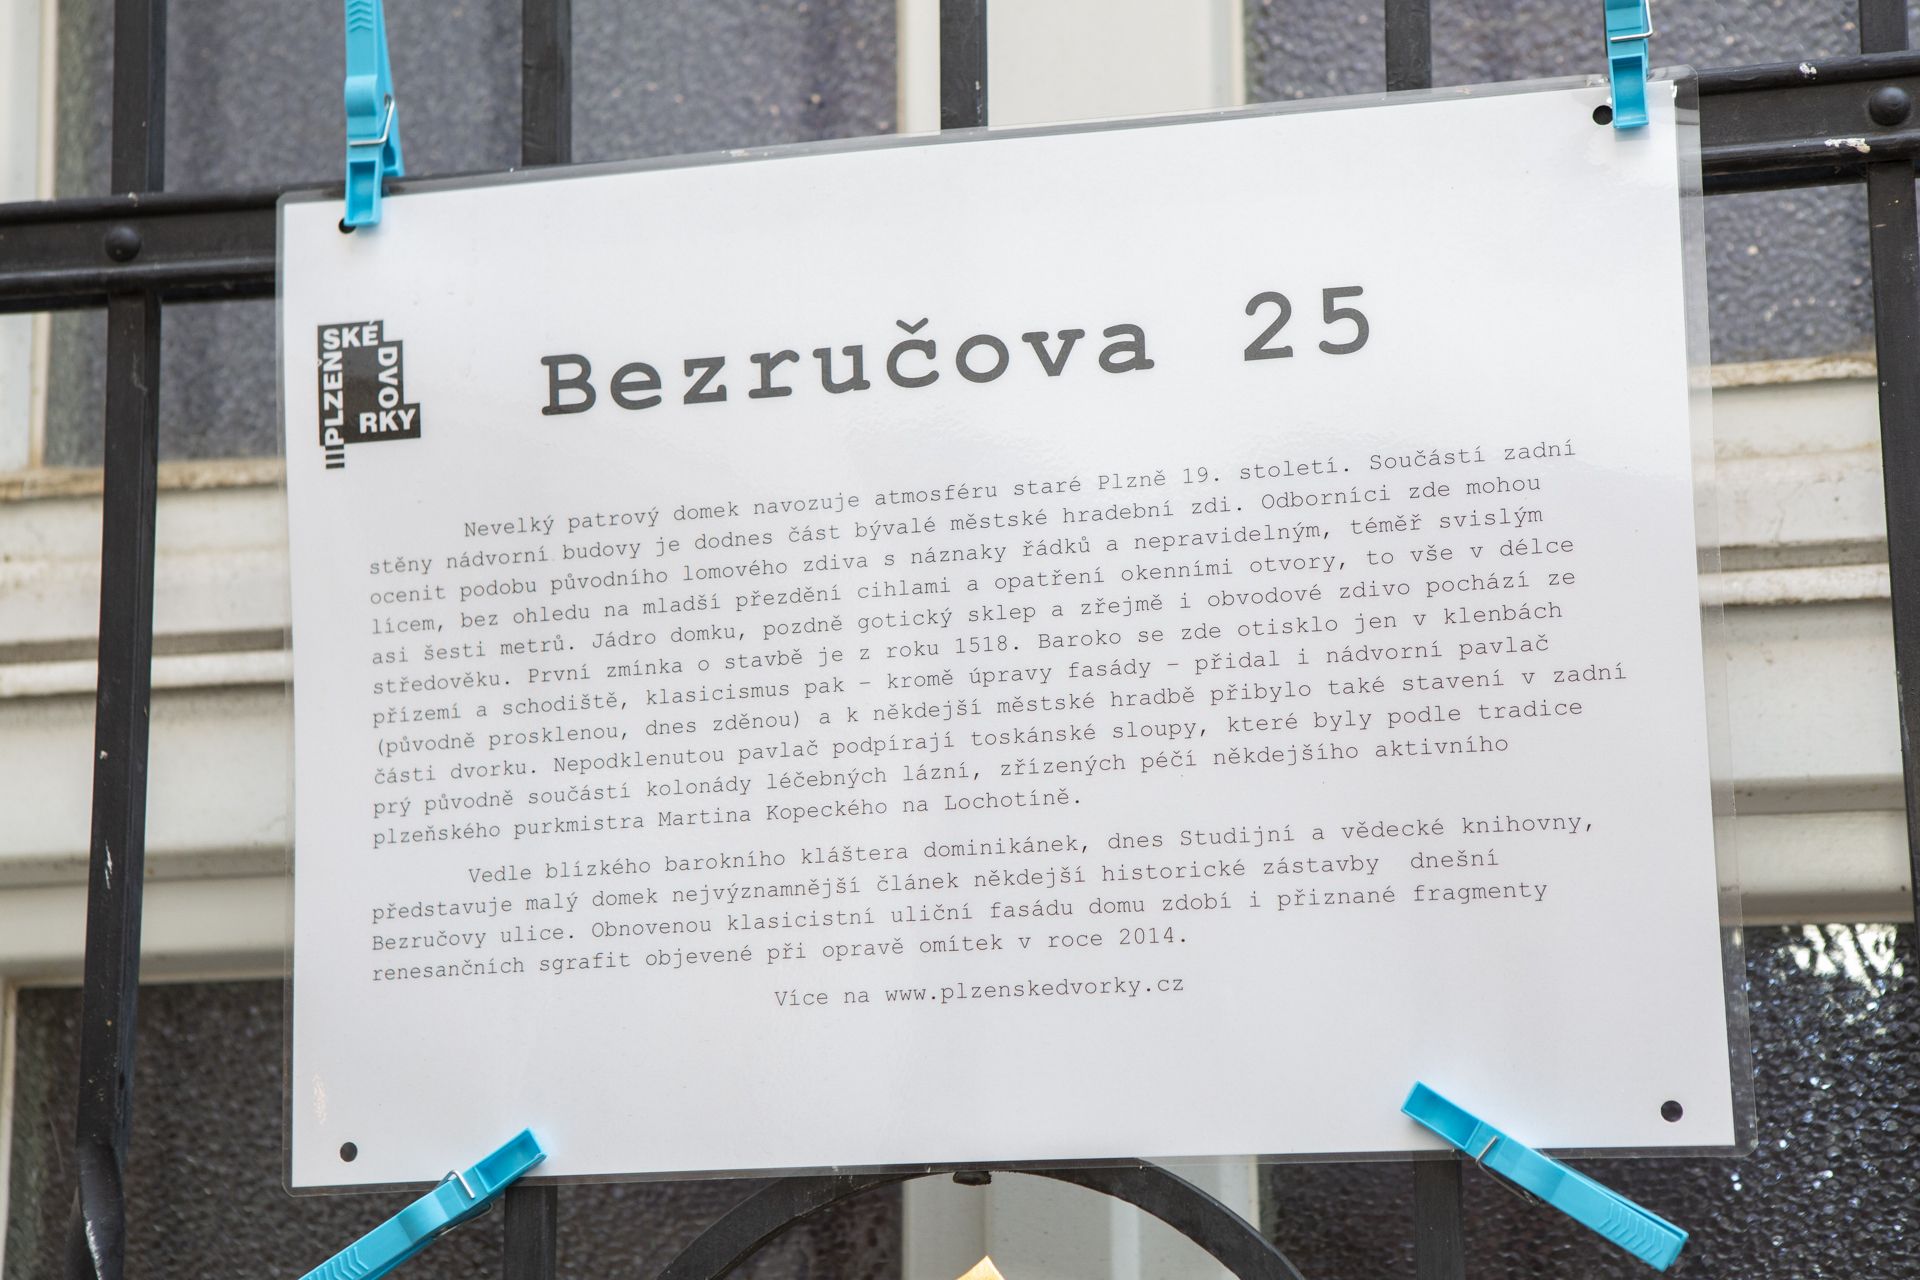 PLZEŇ
SKÉ
DVO
RKY
Bezručova 25
Nevelký patrový domek navozuje atmosféru staré Plzně 19. století. Součástí zadní
stěny nádvorní budovy je dodnes část bývalé městské hradební zdi. Odborníci zde mohou
ocenit podobu původního lomového zdiva s náznaky řádků a nepravidelným, téměř svislým
lícem, bez ohledu na mladší přezdění cihlami a opatření okenními otvory, to vše v délce
asi šesti metrů. Jádro domku, pozdně gotický sklep a zřejmě i obvodové zdivo pochází ze
středověku. První zmínka o stavbě je z roku 1518. Baroko se zde otisklo jen v klenbách
přízemí a schodiště, klasicismus pak – kromě úpravy fasády – přidal i nádvorní pavlač
(původně prosklenou, dnes zděnou) a k někdejší městské hradbě přibylo také stavení v zadní
části dvorku. Nepodklenutou pavlač podpírají toskánské sloupy, které byly podle tradice
prý původně součástí kolonády léčebných lázní, zřízených péčí někdejšího aktivního
plzeňského purkmistra Martina Kopeckého na Lochotíně.
Vedle blízkého barokního kláštera dominikánek, dnes Studijní a vědecké knihovny,
představuje malý domek nejvýznamnější článek někdejší historické zástavby dnešní
Bezručovy ulice. Obnovenou klasicistní uliční fasádu domu zdobí i přiznané fragmenty
renesančních sgrafit objevené při opravě omítek v roce 2014.
Více na www.plzenskedvorky.cz